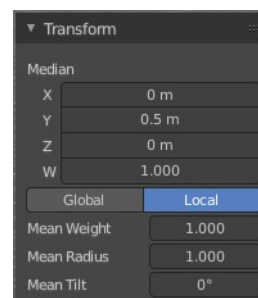 Transform
Median
X 0 m
Y 0.5 m
Z 0 m
W 1.000
Global Local
Mean Weight 1.000
Mean Radius 1.000
Mean Tilt 0°